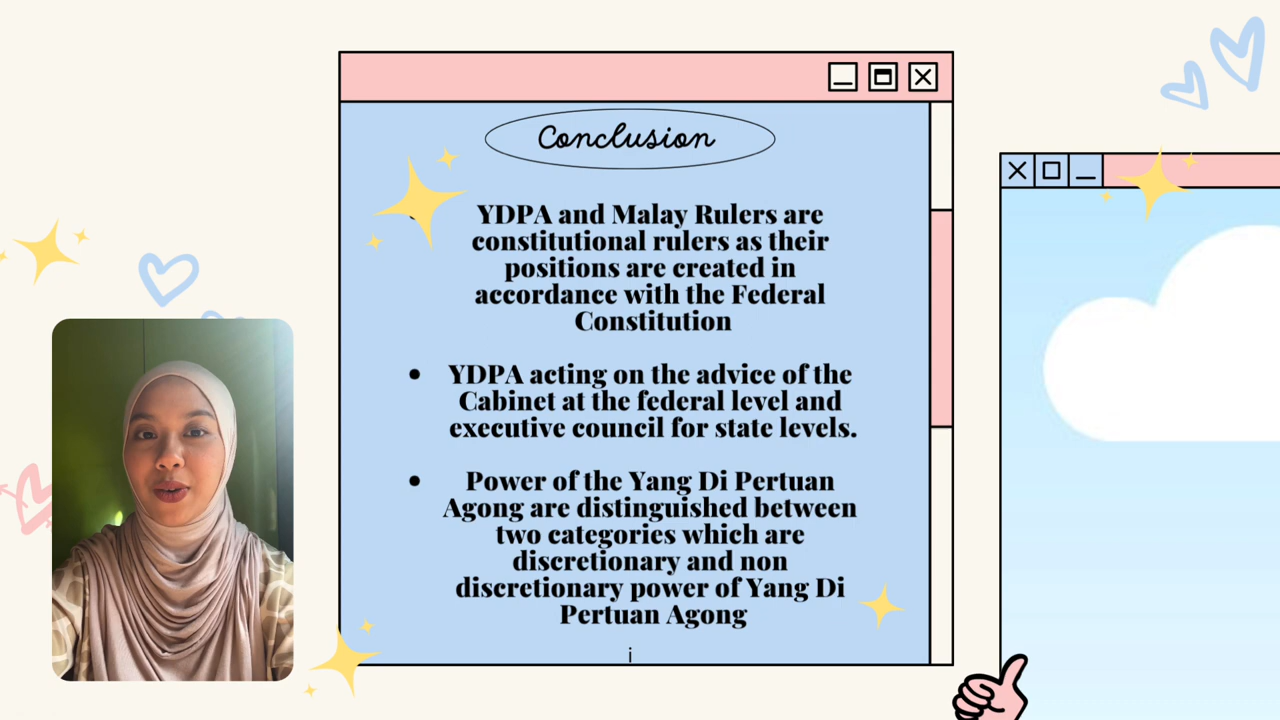 Conclusion
YDPA and Malay Rulers are
constitutional rulers as their
positions are created in
accordance with the Federal
Constitution
• YDPA acting on the advice of the
Cabinet at the federal level and
executive council for state levels.
• Power of the Yang Di Pertuan
Agong are distinguished between
two categories which are
discretionary and non
discretionary power of Yang Di
Pertuan Agong
i